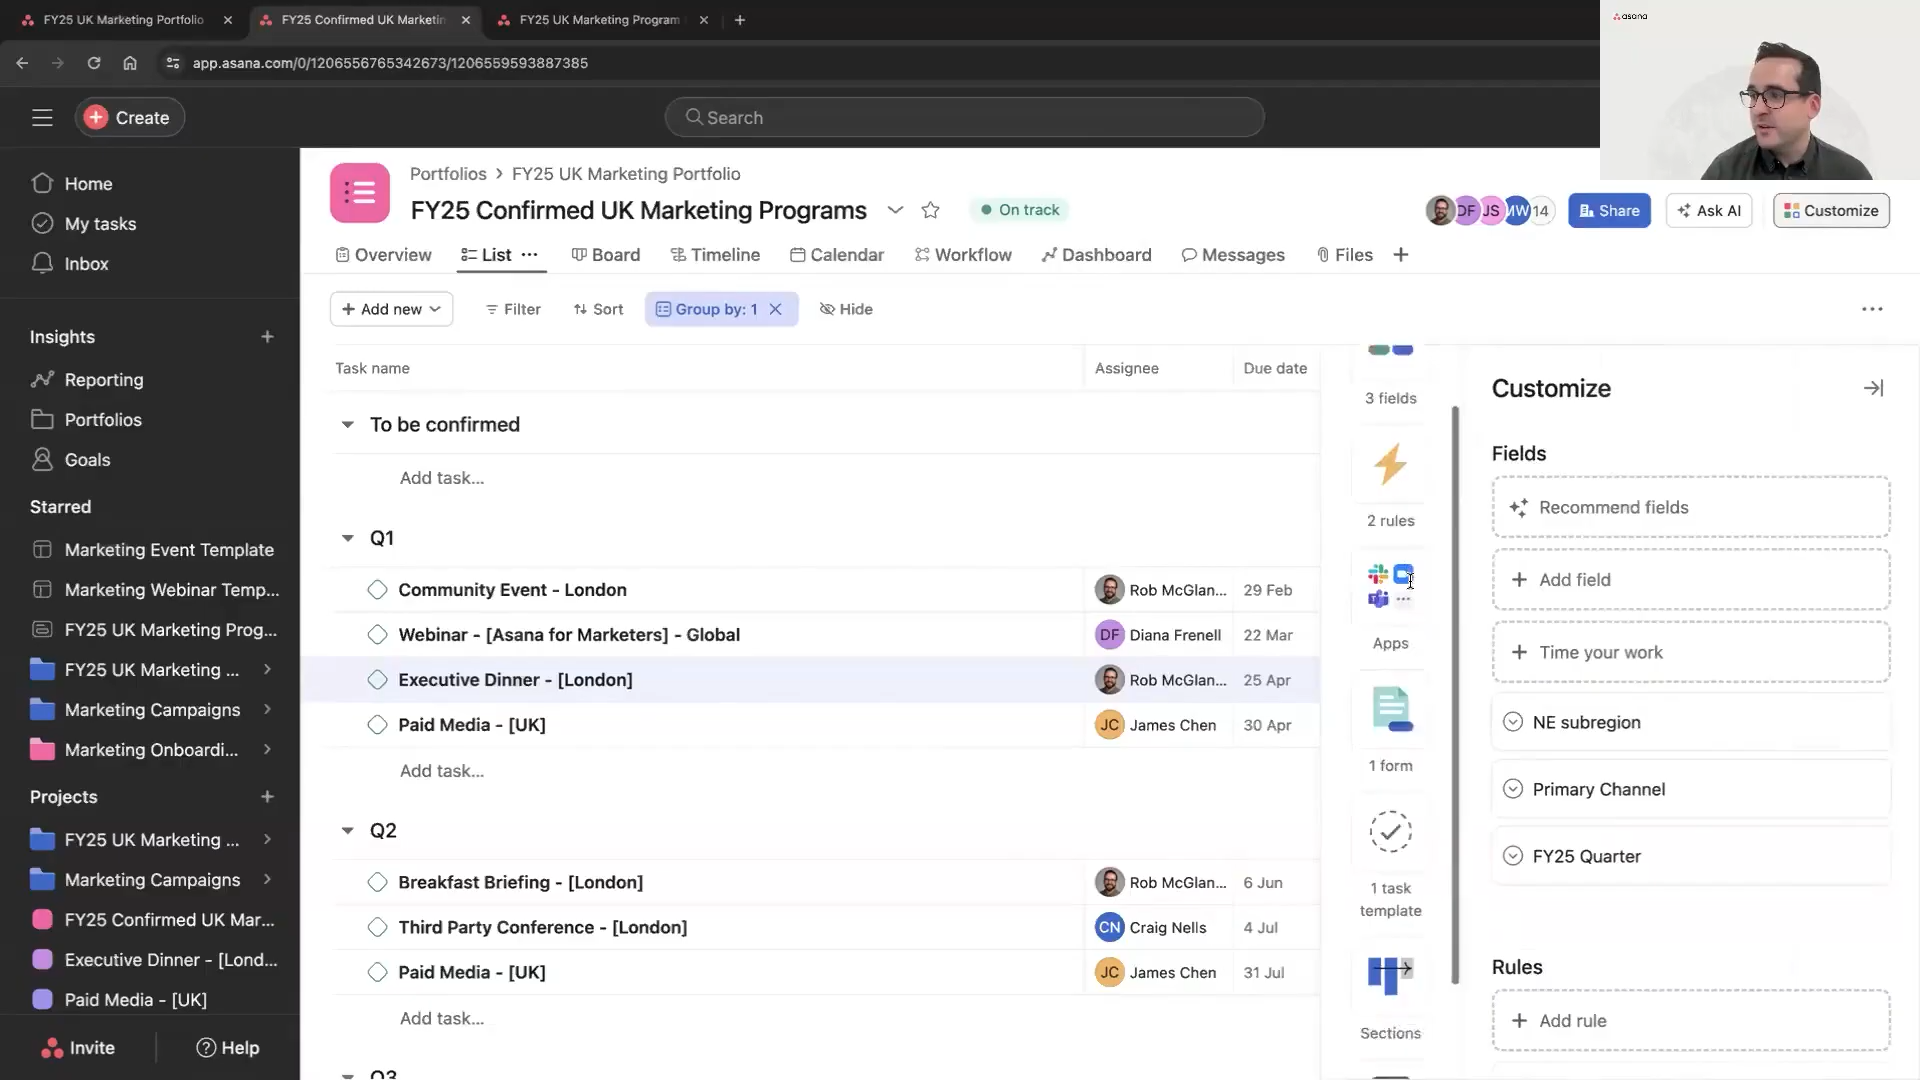 FY25 UK Marketing Portfolio
FY25 Confirmed UK Marketin
FY25 UK Marketing Program
app.asana.com/0/1206556765342673/1206559593887385
asana
Create
Search
Home
My tasks
Inbox
Insights
Reporting
Portfolios
Goals
Starred
Marketing Event Template
Marketing Webinar Temp...
FY25 UK Marketing Prog...
FY25 UK Marketing ...
Marketing Campaigns
Marketing Onboardi...
Projects
FY25 UK Marketing ...
Marketing Campaigns
FY25 Confirmed UK Mar...
Executive Dinner - [Lond...
Paid Media - [UK]
Invite
Help
Portfolios > FY25 UK Marketing Portfolio
FY25 Confirmed UK Marketing Programs
On track
DF JS MW 14
Share
Ask AI
Customize
Overview List Board Timeline Calendar Workflow Dashboard Messages Files
Add new Filter Sort Group by: 1 Hide
Task name Assignee Due date
To be confirmed
Add task...
Q1
Community Event - London Rob McGlan... 29 Feb
Webinar - [Asana for Marketers] - Global DF Diana Frenell 22 Mar
Executive Dinner - [London] Rob McGlan... 25 Apr
Paid Media - [UK] JC James Chen 30 Apr
Add task...
Q2
Breakfast Briefing - [London] Rob McGlan... 6 Jun
Third Party Conference - [London] CN Craig Nells 4 Jul
Paid Media - [UK] JC James Chen 31 Jul
Add task...
Q3
3 fields
2 rules
Apps
1 form
1 task
template
Sections
Customize
Fields
Recommend fields
Add field
Time your work
NE subregion
Primary Channel
FY25 Quarter
Rules
Add rule